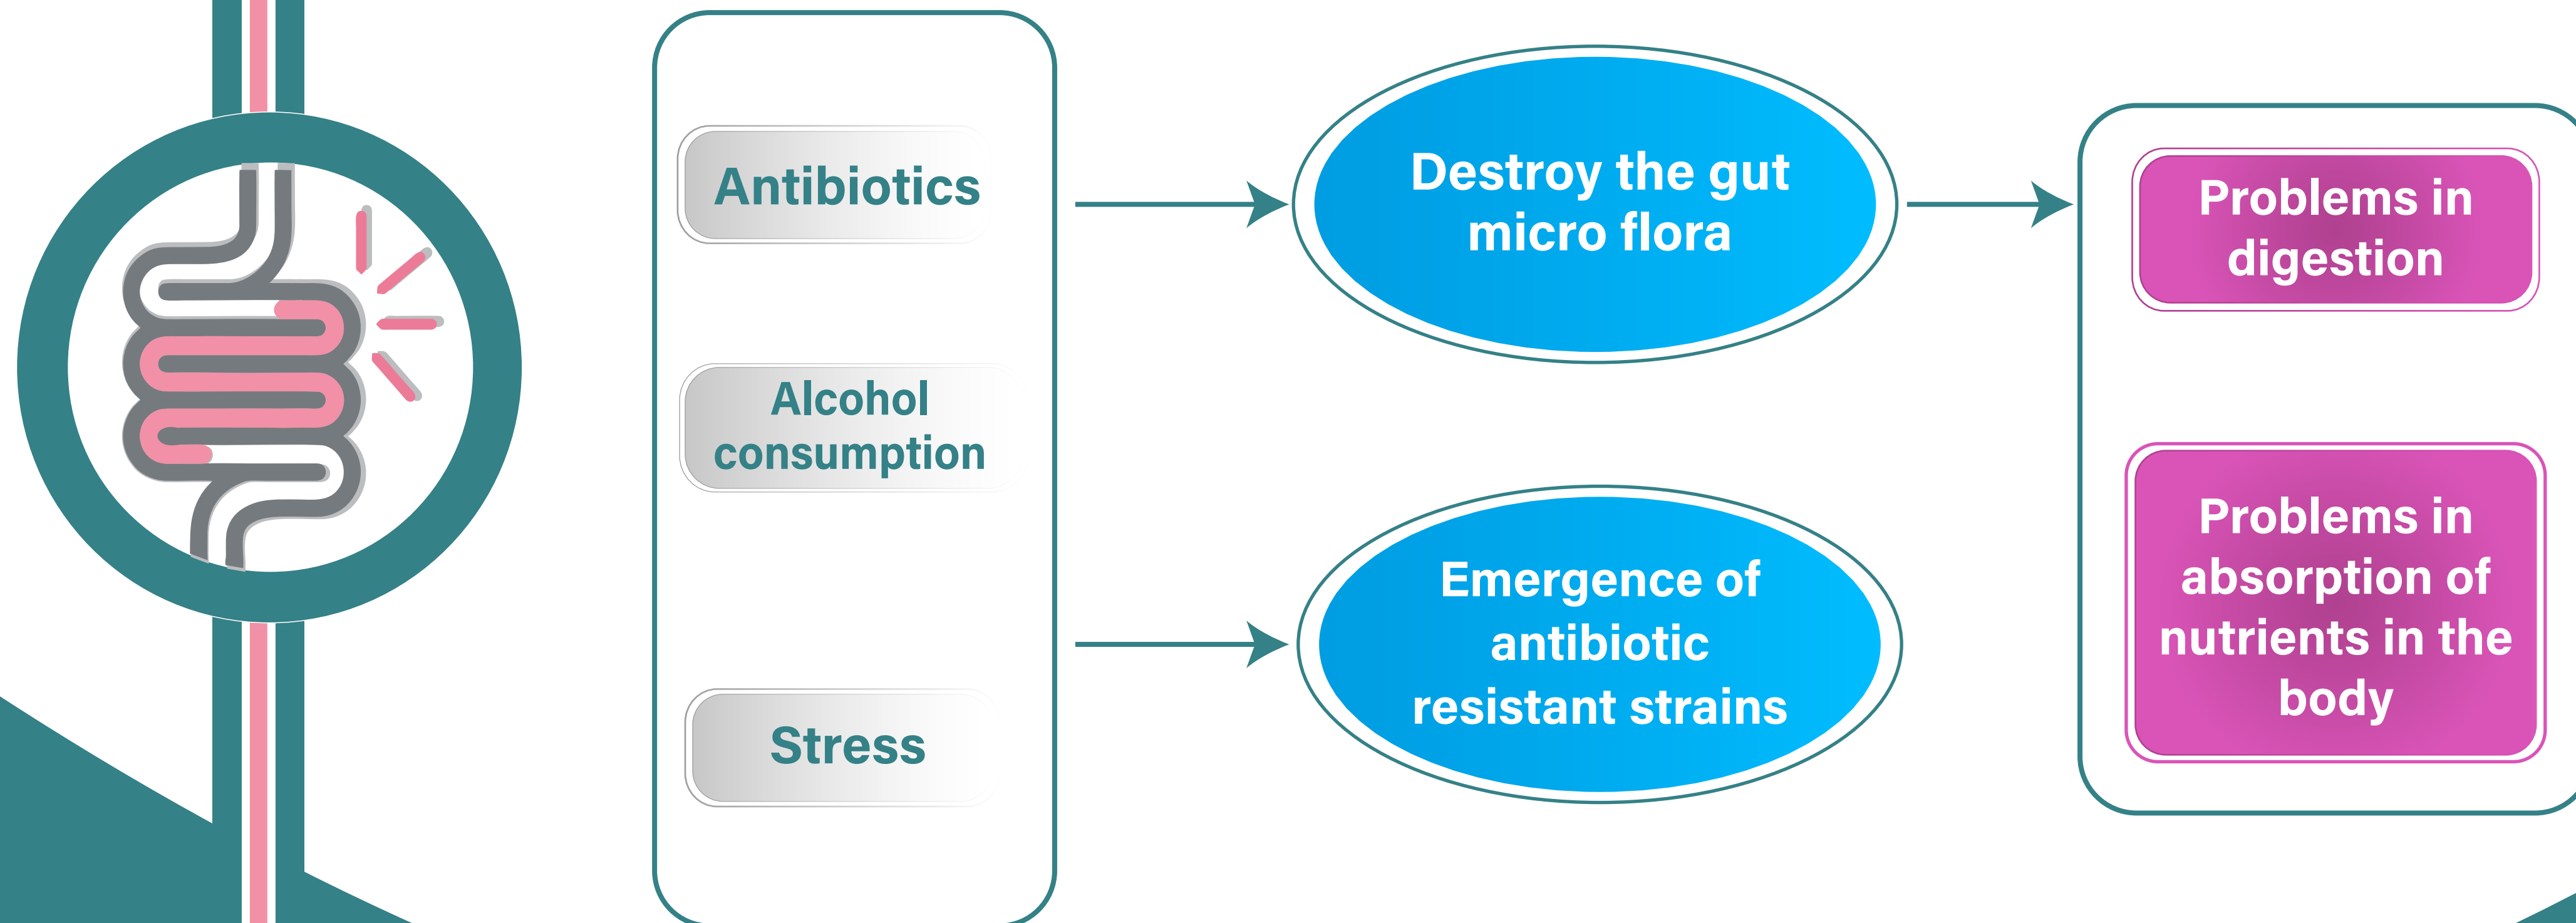 Antibiotics
Alcohol
consumption
Stress
Destroy the gut
micro flora
Emergence of
antibiotic
resistant strains
Problems in
digestion
Problems in
absorption of
nutrients in the
body